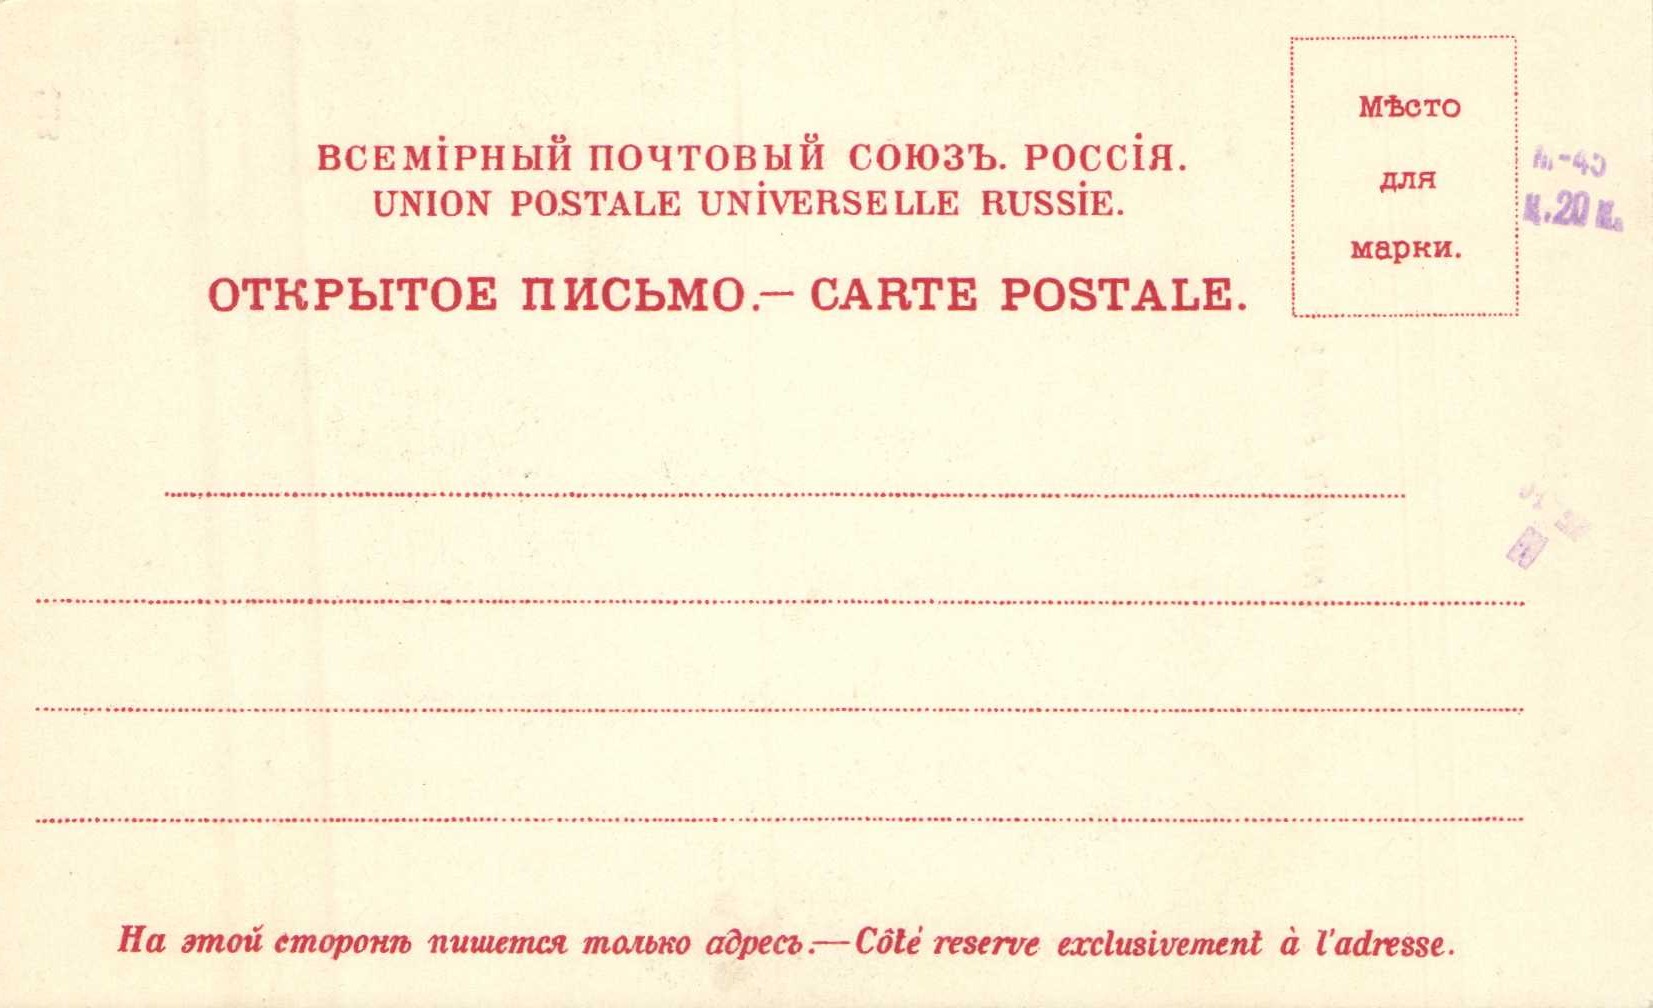 ВСЕМІРНЫЙ ПОЧТОВЫЙ СОЮЗЪ. РОССІЯ.
UNION POSTALE UNIVERSELLE RUSSIE.
ОТКРЫТОЕ ПИСЬМО.— CARTE POSTALE.
Мѣсто
для
марки.
ц.20 к.
На этой сторонѣ пишется только адресъ.—Côté reserve exclusivement à l'adresse.